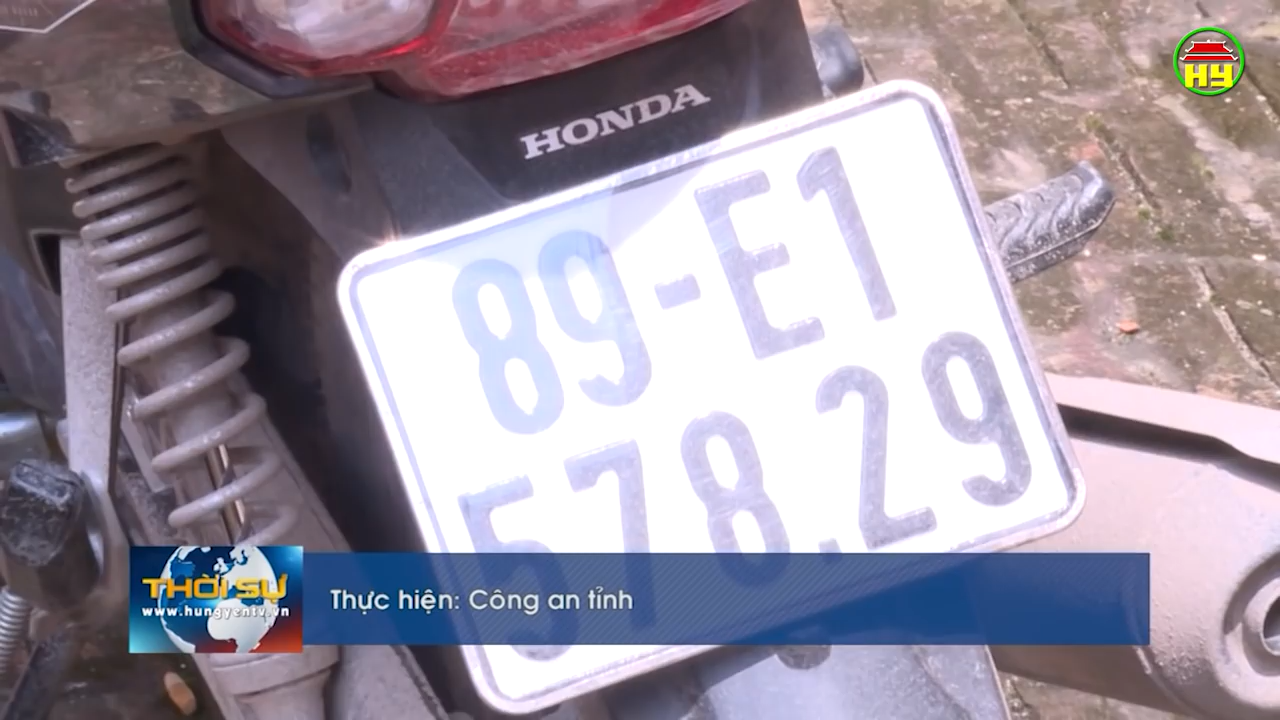 HY
HONDA
89-E1
578.29
THỜI SỰ
www.hungyentv.vn
Thực hiện: Công an tỉnh